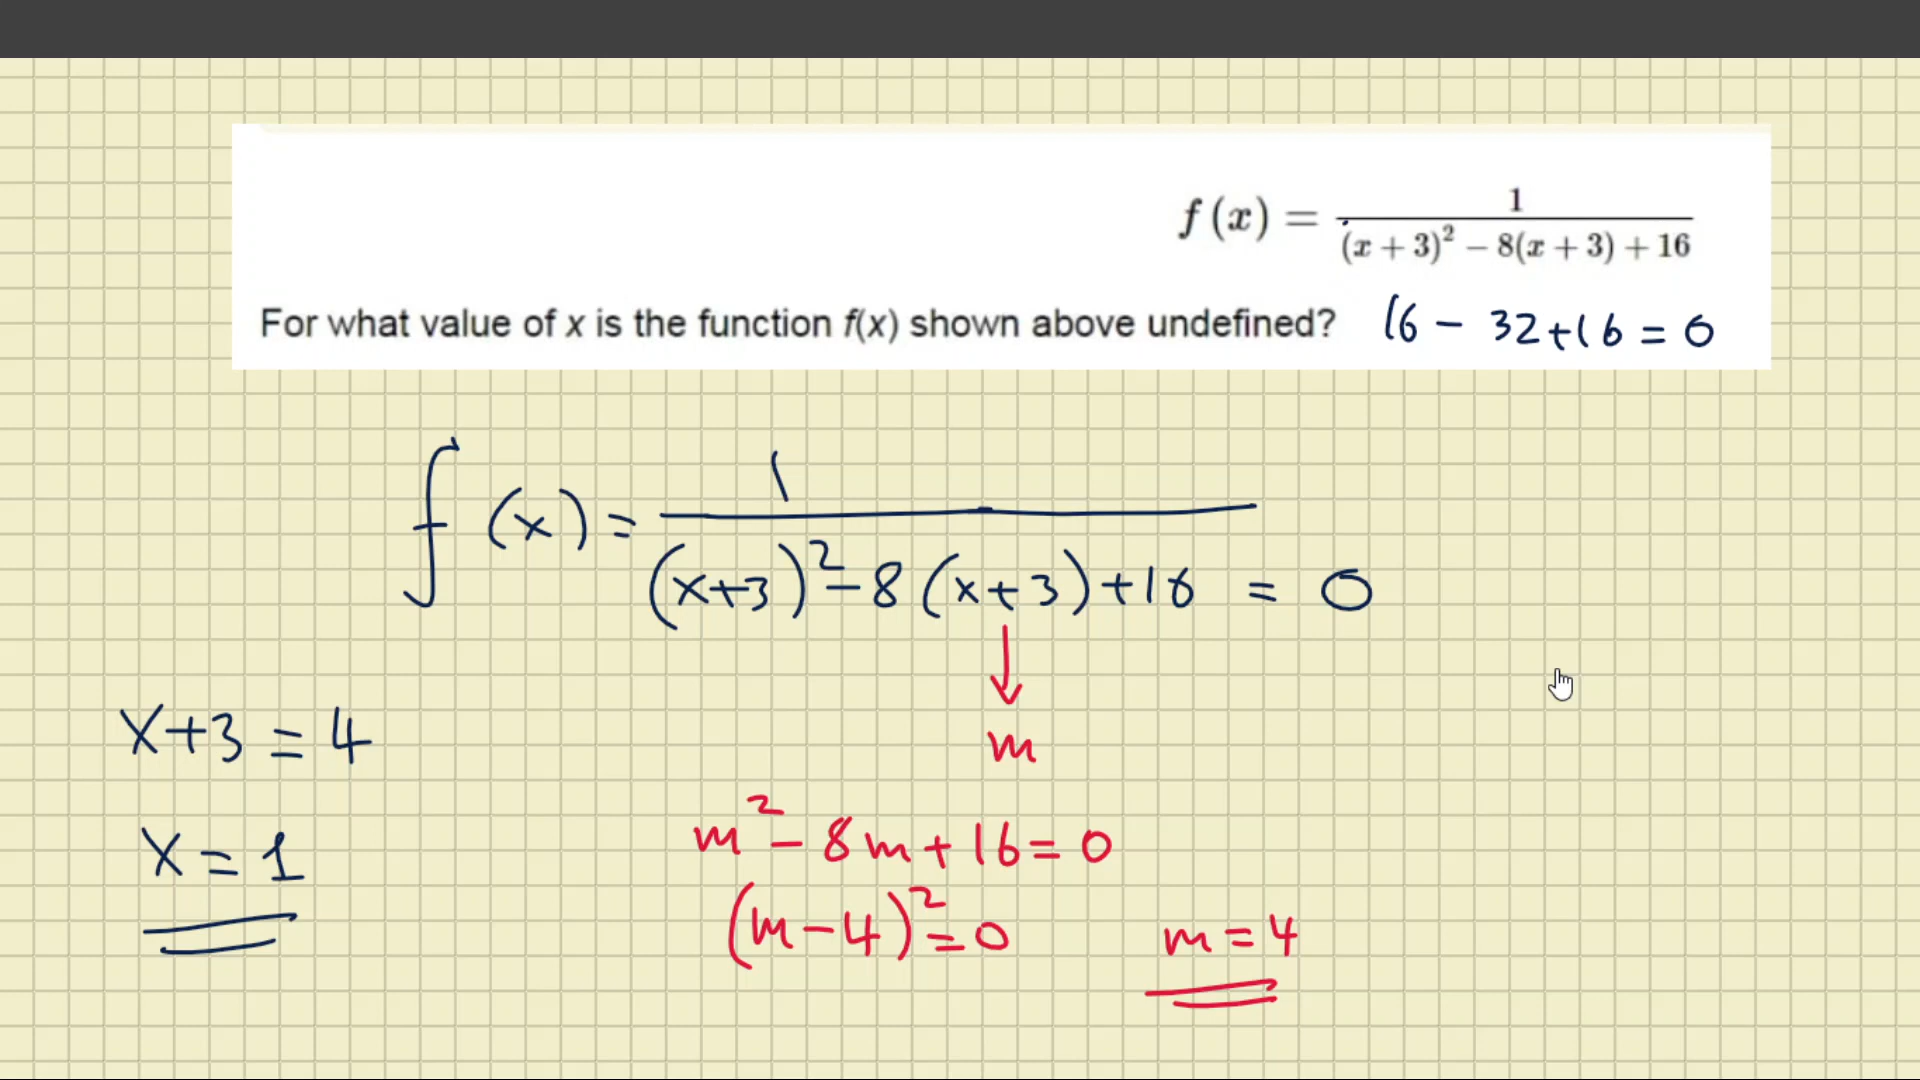 f(x) = 1 / ((x + 3)² − 8(x + 3) + 16)
For what value of x is the function f(x) shown above undefined? 16 - 32 + 16 = 0
f(x) = 1 / ((x+3)² - 8(x+3) + 16 = 0
↓
m
x+3 = 4
m² - 8m + 16 = 0
x = 1
(m - 4)² = 0
m = 4